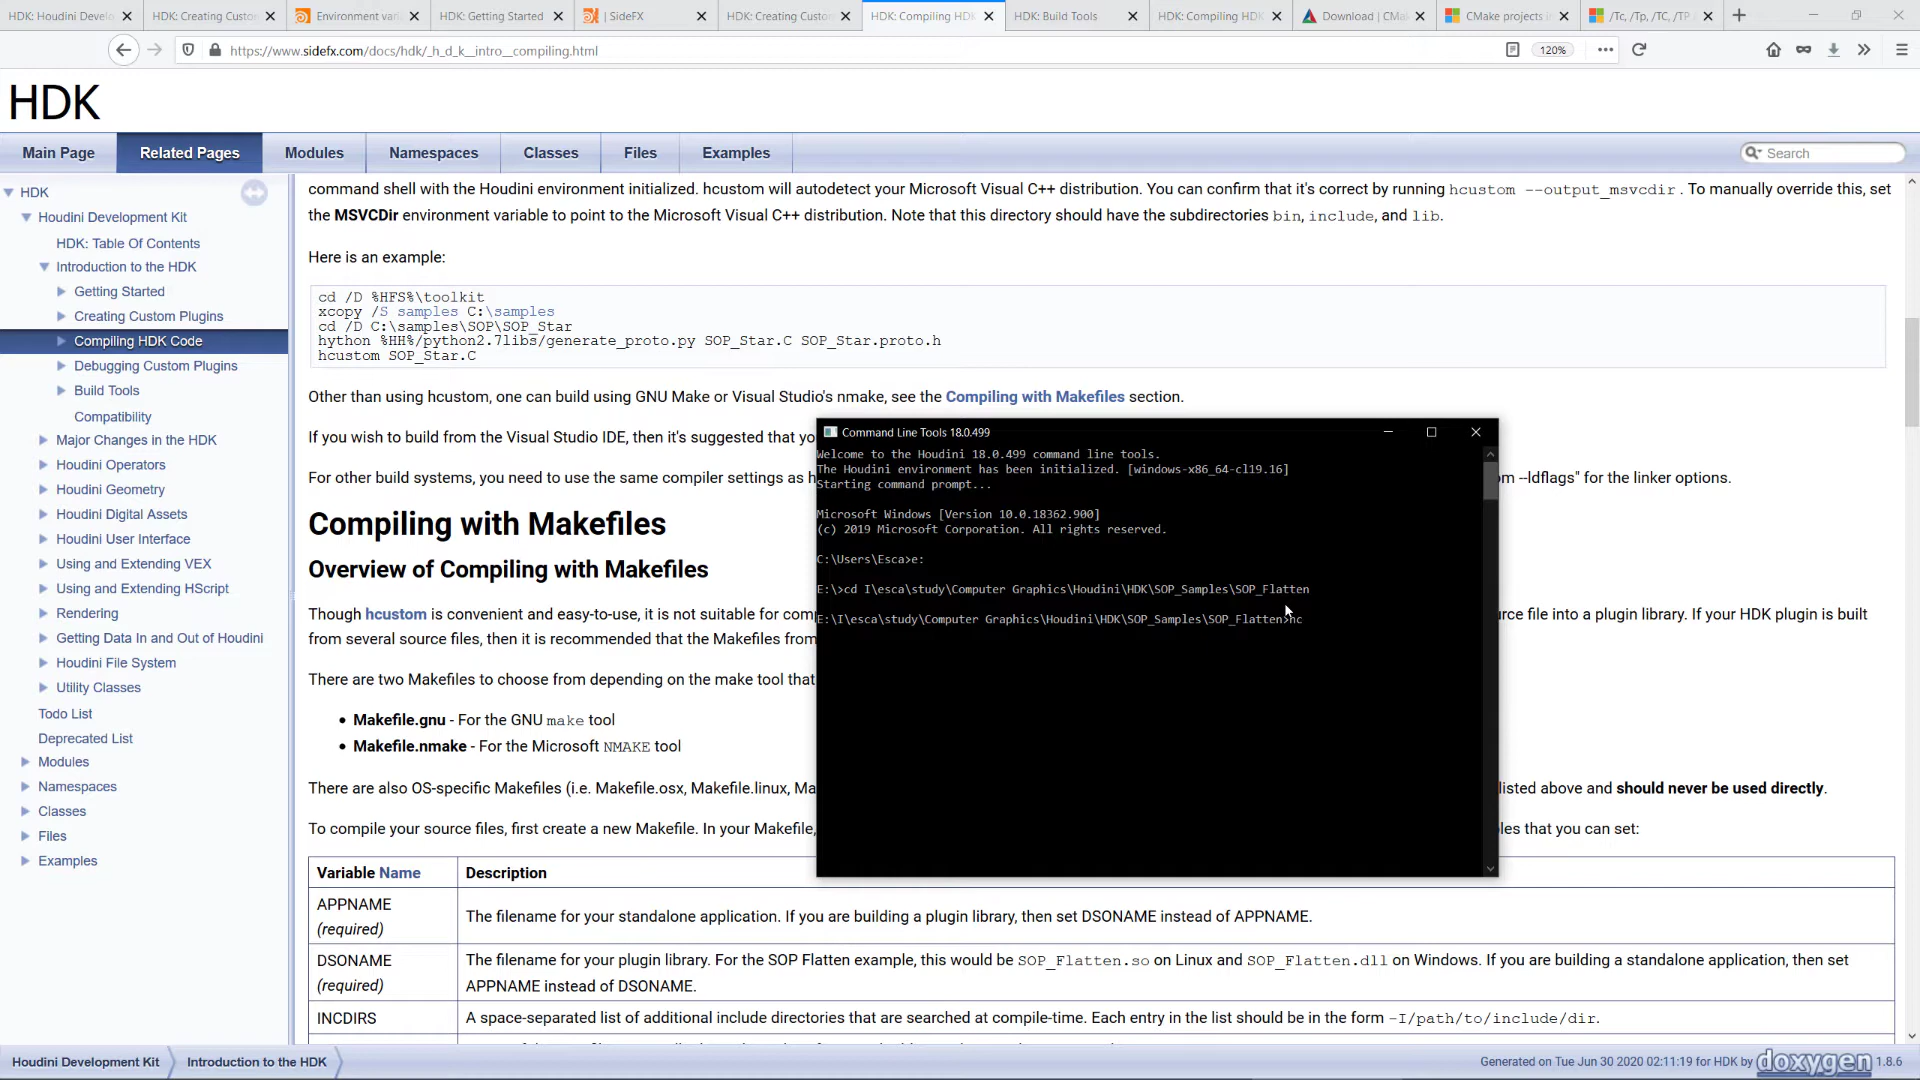 HDK: Houdini Develo
HDK: Creating Custo
Environment var
HDK: Getting Started
| SideFX
HDK: Creating Custo
HDK: Compiling HDK
HDK: Build Tools
HDK: Compiling HDK
Download | CMa
CMake projects in
/Tc, /Tp, /TC, /TP
https://www.sidefx.com/docs/hdk/_h_d_k__intro__compiling.html
120%
HDK
Main Page
Related Pages
Modules
Namespaces
Classes
Files
Examples
Search
HDK
Houdini Development Kit
HDK: Table Of Contents
Introduction to the HDK
Getting Started
Creating Custom Plugins
Compiling HDK Code
Debugging Custom Plugins
Build Tools
Compatibility
Major Changes in the HDK
Houdini Operators
Houdini Geometry
Houdini Digital Assets
Houdini User Interface
Using and Extending VEX
Using and Extending HScript
Rendering
Getting Data In and Out of Houdini
Houdini File System
Utility Classes
Todo List
Deprecated List
Modules
Namespaces
Classes
Files
Examples
command shell with the Houdini environment initialized. hcustom will autodetect your Microsoft Visual C++ distribution. You can confirm that it's correct by running hcustom --output_msvcdir . To manually override this, set
the MSVCDir environment variable to point to the Microsoft Visual C++ distribution. Note that this directory should have the subdirectories bin, include, and lib.
Here is an example:
cd /D %HFS%\toolkit
xcopy /S samples C:\samples
cd /D C:\samples\SOP\SOP_Star
hython %HH%/python2.7libs/generate_proto.py SOP_Star.C SOP_Star.proto.h
hcustom SOP_Star.C
Other than using hcustom, one can build using GNU Make or Visual Studio's nmake, see the Compiling with Makefiles section.
If you wish to build from the Visual Studio IDE, then it's suggested that yo
For other build systems, you need to use the same compiler settings as h
om --ldflags" for the linker options.
Compiling with Makefiles
Overview of Compiling with Makefiles
Though hcustom is convenient and easy-to-use, it is not suitable for com
rce file into a plugin library. If your HDK plugin is built
from several source files, then it is recommended that the Makefiles from
There are two Makefiles to choose from depending on the make tool that
• Makefile.gnu - For the GNU make tool
• Makefile.nmake - For the Microsoft NMAKE tool
There are also OS-specific Makefiles (i.e. Makefile.osx, Makefile.linux, Ma
listed above and should never be used directly.
To compile your source files, first create a new Makefile. In your Makefile,
les that you can set:
Variable Name
Description
APPNAME
(required)
The filename for your standalone application. If you are building a plugin library, then set DSONAME instead of APPNAME.
DSONAME
(required)
The filename for your plugin library. For the SOP Flatten example, this would be SOP_Flatten.so on Linux and SOP_Flatten.dll on Windows. If you are building a standalone application, then set
APPNAME instead of DSONAME.
INCDIRS
A space-separated list of additional include directories that are searched at compile-time. Each entry in the list should be in the form -I/path/to/include/dir.
Command Line Tools 18.0.499
Welcome to the Houdini 18.0.499 command line tools.
The Houdini environment has been initialized. [windows-x86_64-cl19.16]
Starting command prompt...
Microsoft Windows [Version 10.0.18362.900]
(c) 2019 Microsoft Corporation. All rights reserved.
C:\Users\Esca>e:
E:\>cd I\esca\study\Computer Graphics\Houdini\HDK\SOP_Samples\SOP_Flatten
E:\I\esca\study\Computer Graphics\Houdini\HDK\SOP_Samples\SOP_Flatten>hc
Houdini Development Kit
Introduction to the HDK
Generated on Tue Jun 30 2020 02:11:19 for HDK by doxygen 1.8.6